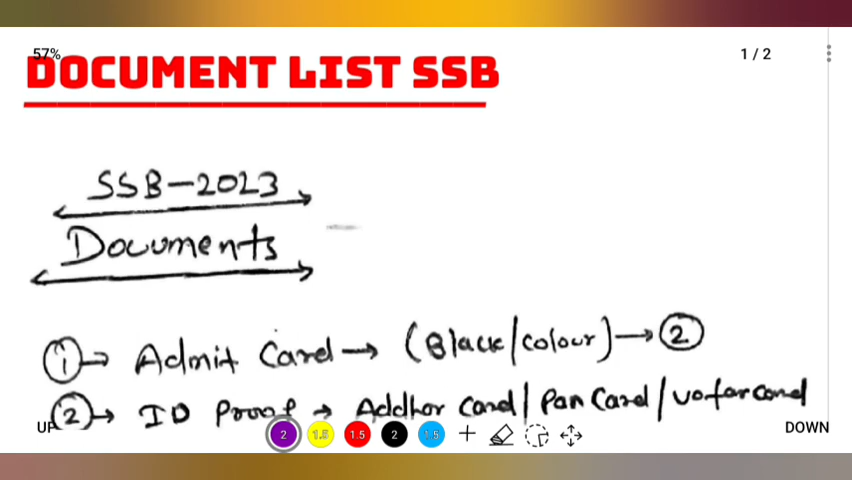 57%
1 / 2
DOCUMENT LIST SSB
SSB-2023
Documents
① → Admit Card → (Black/colour) → ②
② → ID Proof → Addhar Card / Pan Card / votar card
UP
DOWN
2 1.5 1.5 2 1.5